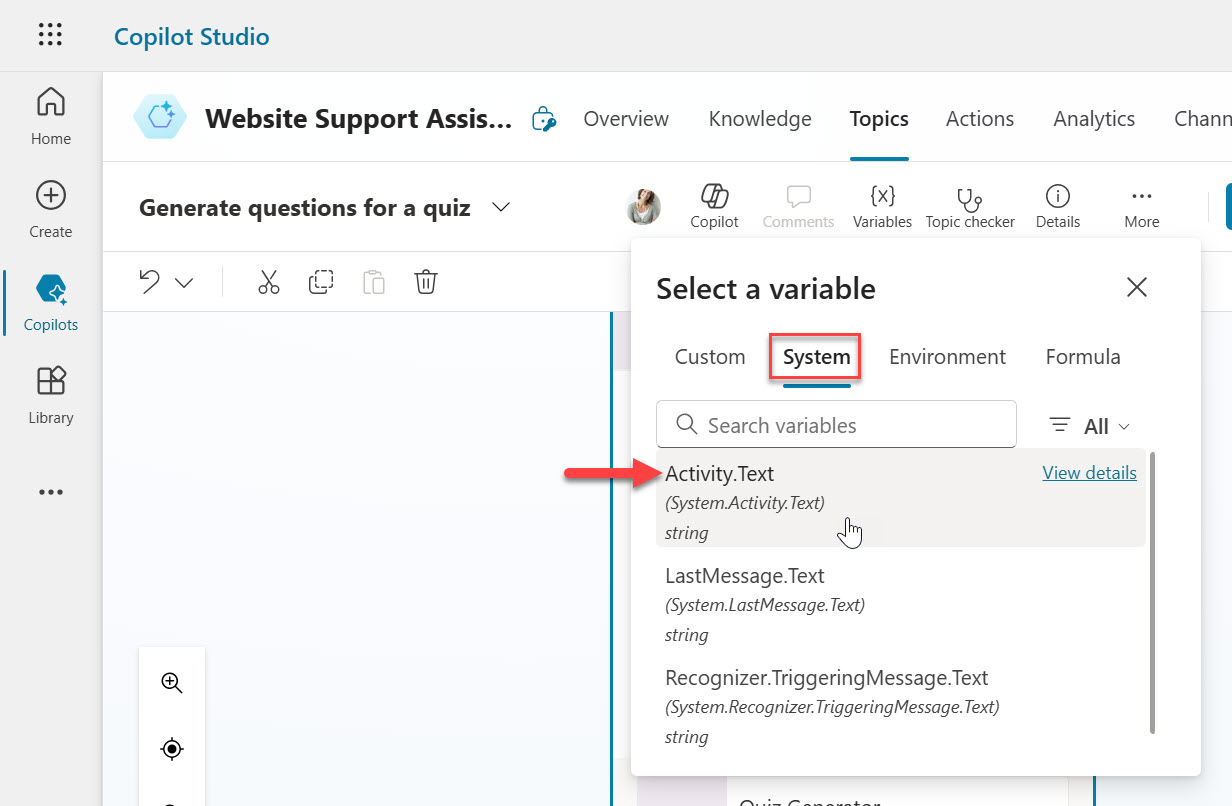 Copilot Studio
Home
Create
Copilots
Library
Website Support Assis...
Overview
Knowledge
Topics
Actions
Analytics
Chann
Generate questions for a quiz
Copilot
Comments
{x}
Variables
Topic checker
Details
More
Select a variable
Custom
System
Environment
Formula
Search variables
All
Activity.Text
View details
(System.Activity.Text)
string
LastMessage.Text
(System.LastMessage.Text)
string
Recognizer.TriggeringMessage.Text
(System.Recognizer.TriggeringMessage.Text)
string
Quiz Generator